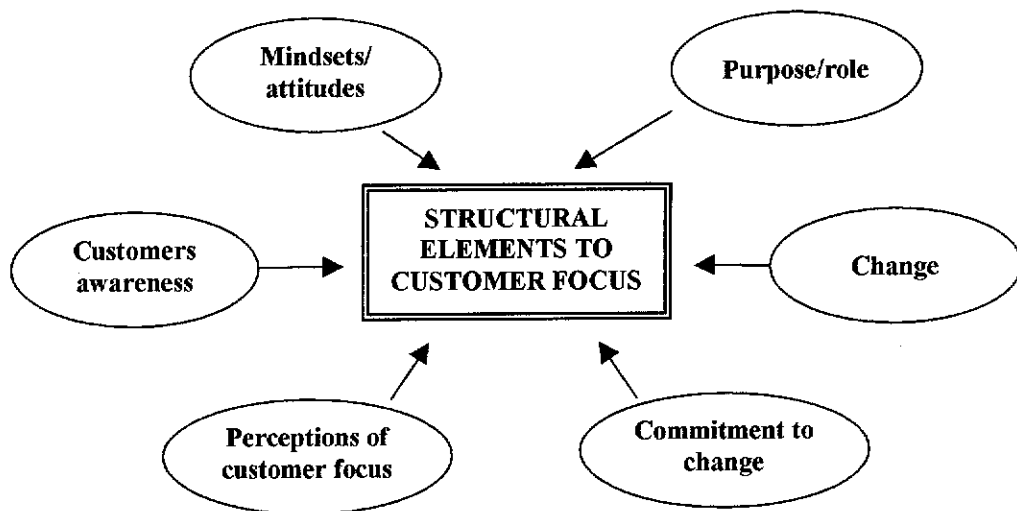 Mindsets/
attitudes
Purpose/role
STRUCTURAL
ELEMENTS TO
CUSTOMER FOCUS
Customers
awareness
Change
Perceptions of
customer focus
Commitment to
change